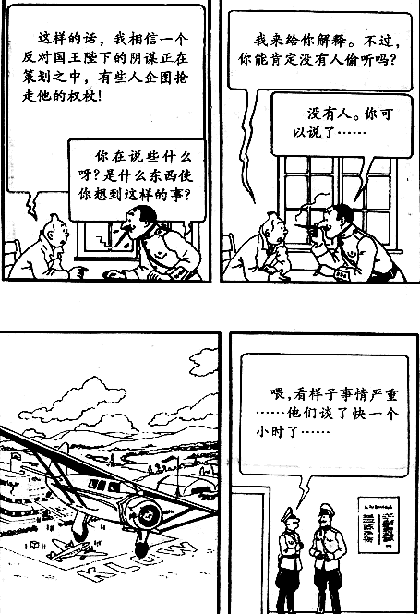 这样的话，我相信一个
反对国王陛下的阴谋正在
策划之中，有些人企图抢
走他的权杖！
你在说些什么
呀？是什么东西使
你想到这样的事？
我来给你解释。不过，
你能肯定没有人偷听吗？
没有人。你可
以说了……
KLOW
喂，看样子事情严重
……他们谈了快一个
小时了……